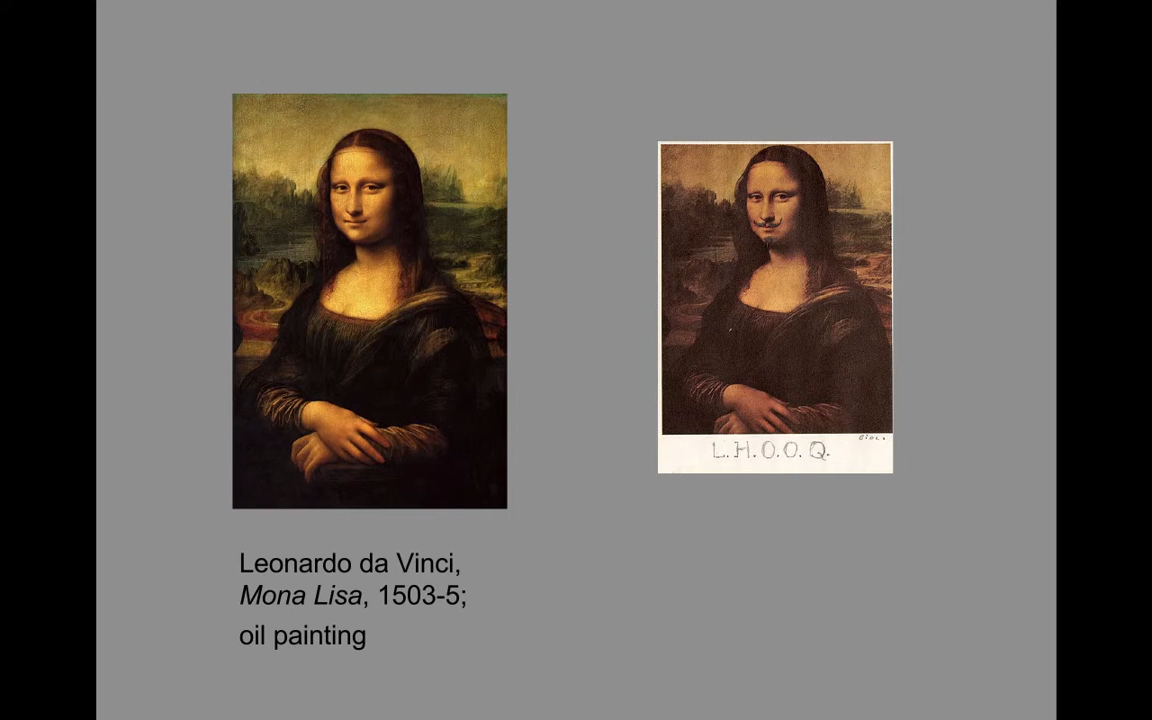 L.H.O.O.Q.
Leonardo da Vinci,
Mona Lisa, 1503-5;
oil painting